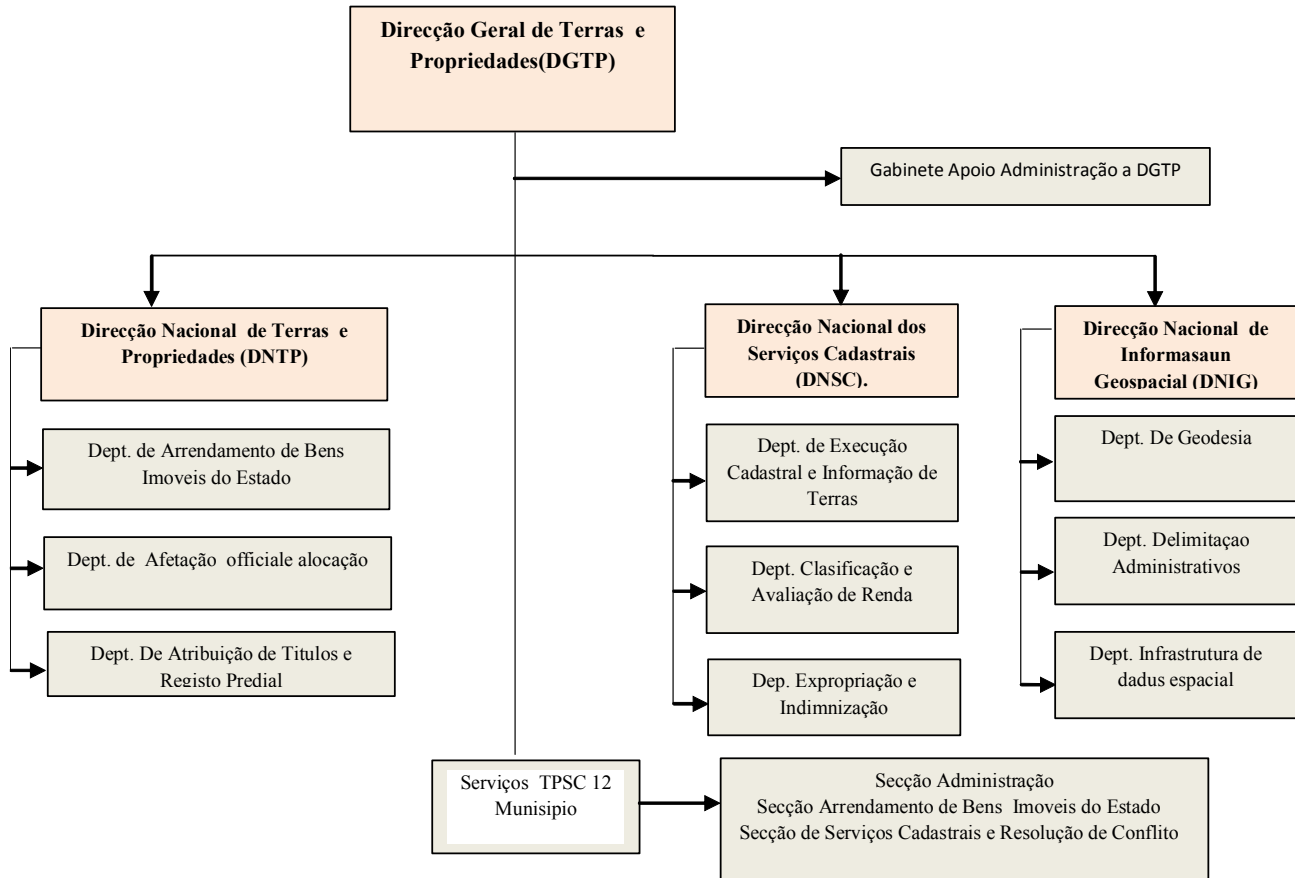 Direcção Geral de Terras e
Propriedades(DGTP)
Gabinete Apoio Administração a DGTP
Direcção Nacional de Terras e
Propriedades (DNTP)
Dept. de Arrendamento de Bens
Imoveis do Estado
Dept. de Afetação officiale alocação
Dept. De Atribuição de Titulos e
Registo Predial
Direcção Nacional dos
Serviços Cadastrais
(DNSC).
Dept. de Execução
Cadastral e Informação de
Terras
Dept. Clasificação e
Avaliação de Renda
Dep. Expropriação e
Indimnização
Direcção Nacional de
Informasaun
Geospacial (DNIG)
Dept. De Geodesia
Dept. Delimitaçao
Administrativos
Dept. Infrastrutura de
dadus espacial
Serviços TPSC 12
Munisipio
Secção Administração
Secção Arrendamento de Bens Imoveis do Estado
Secção de Serviços Cadastrais e Resolução de Conflito